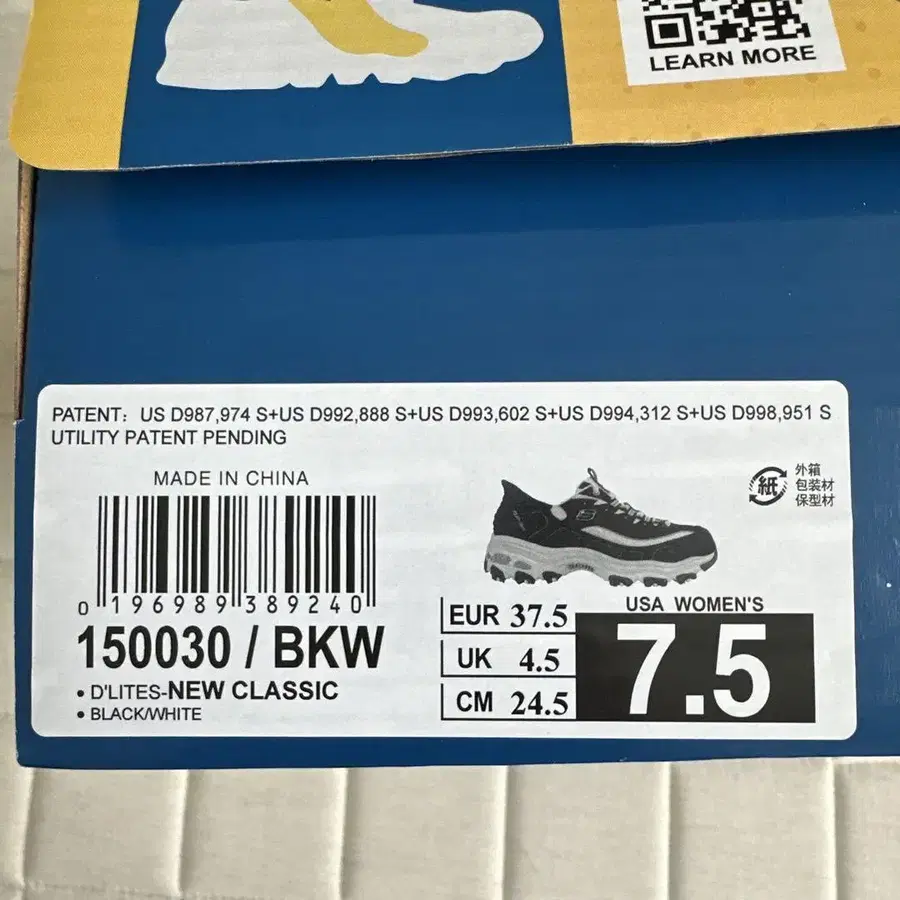 LEARN MORE
PATENT: US D987,974 S+US D992,888 S+US D993,602 S+US D994,312 S+US D998,951 S
UTILITY PATENT PENDING
MADE IN CHINA
0 196989 389240
150030 / BKW
• D'LITES-NEW CLASSIC
• BLACK/WHITE
紙
外箱
包装材
保型材
EUR 37.5
UK 4.5
CM 24.5
USA WOMEN'S
7.5